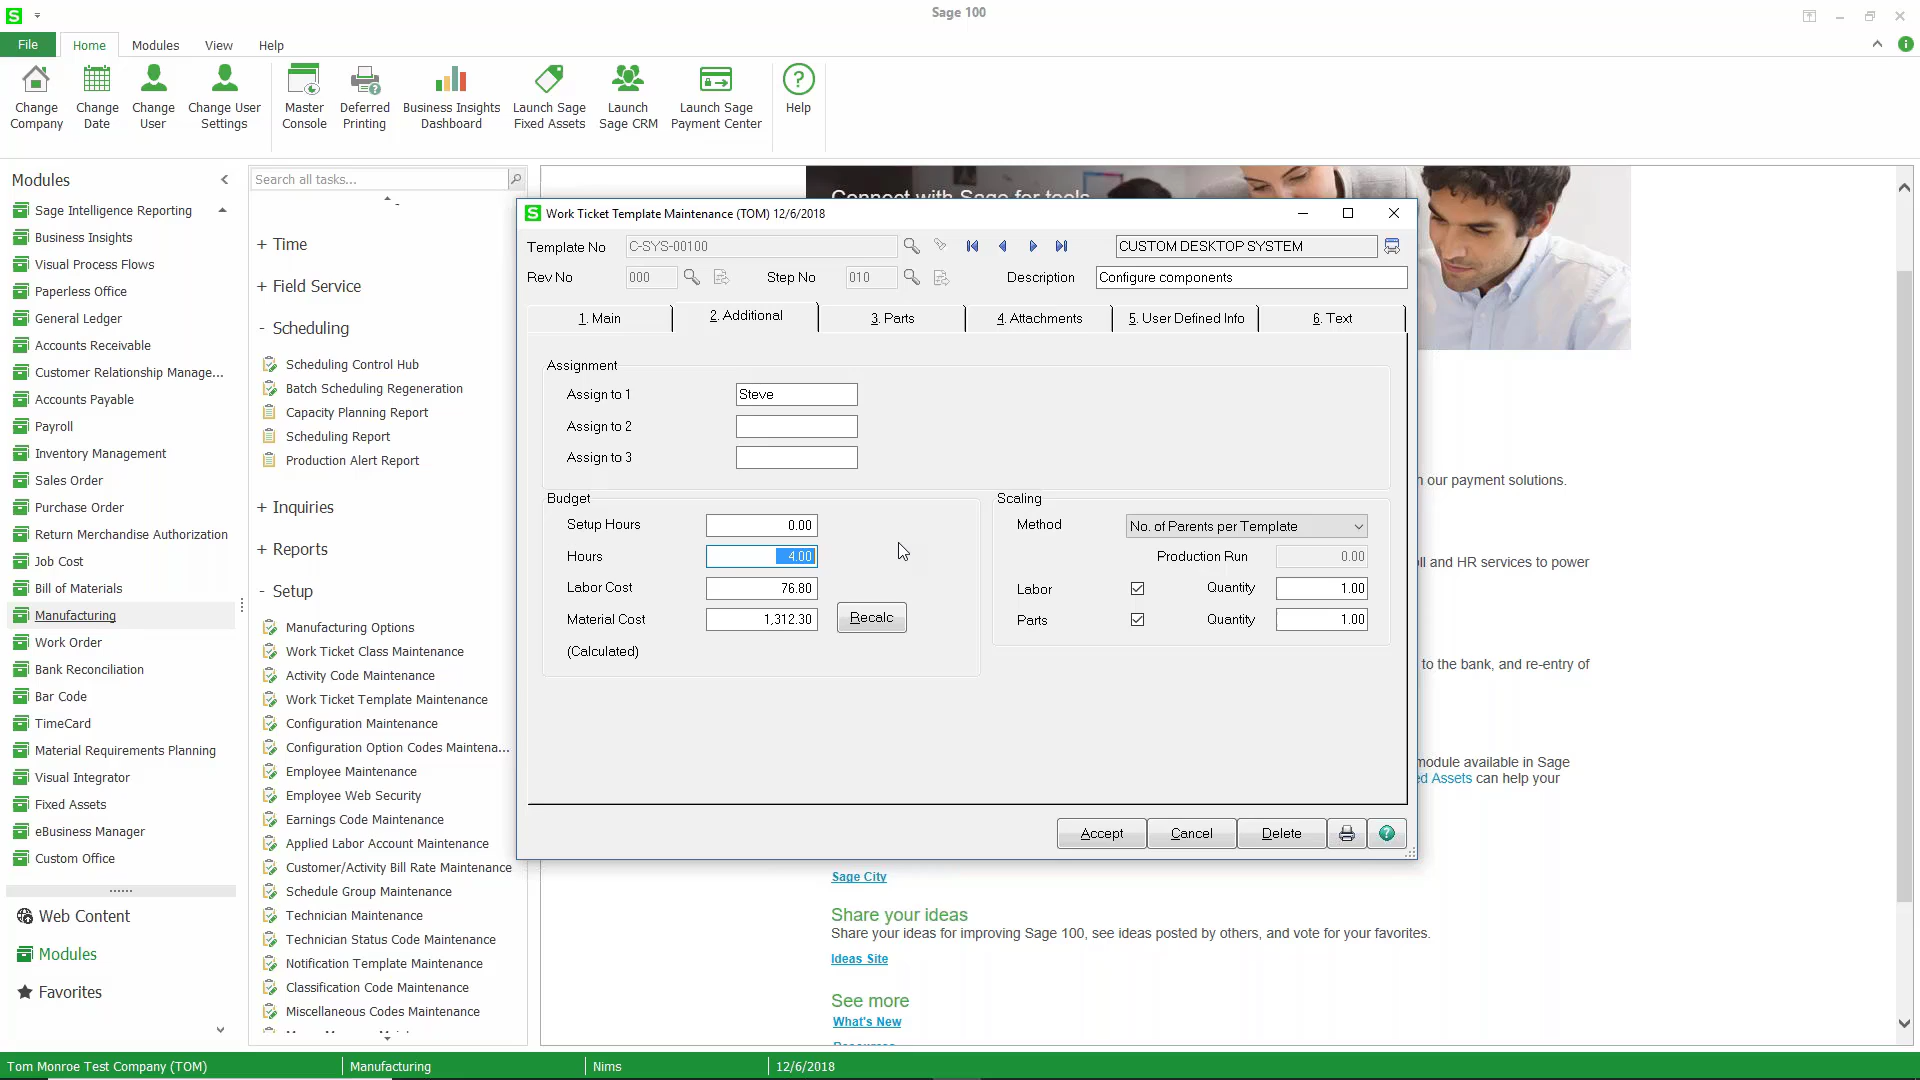 S
Sage 100
File
Home
Modules
View
Help
Change Company
Change Date
Change User
Change User Settings
Master Console
Deferred Printing
Business Insights Dashboard
Launch Sage Fixed Assets
Launch Sage CRM
Launch Sage Payment Center
Help
Modules
Sage Intelligence Reporting
Business Insights
Visual Process Flows
Paperless Office
General Ledger
Accounts Receivable
Customer Relationship Manage...
Accounts Payable
Payroll
Inventory Management
Sales Order
Purchase Order
Return Merchandise Authorization
Job Cost
Bill of Materials
Manufacturing
Work Order
Bank Reconciliation
Bar Code
TimeCard
Material Requirements Planning
Visual Integrator
Fixed Assets
eBusiness Manager
Custom Office
Web Content
Modules
Favorites
Search all tasks...
+ Time
+ Field Service
- Scheduling
Scheduling Control Hub
Batch Scheduling Regeneration
Capacity Planning Report
Scheduling Report
Production Alert Report
+ Inquiries
+ Reports
- Setup
Manufacturing Options
Work Ticket Class Maintenance
Activity Code Maintenance
Work Ticket Template Maintenance
Configuration Maintenance
Configuration Option Codes Maintena...
Employee Maintenance
Employee Web Security
Earnings Code Maintenance
Applied Labor Account Maintenance
Customer/Activity Bill Rate Maintenance
Schedule Group Maintenance
Technician Maintenance
Technician Status Code Maintenance
Notification Template Maintenance
Classification Code Maintenance
Miscellaneous Codes Maintenance
Connect with Sage for tools
S Work Ticket Template Maintenance (TOM) 12/6/2018
Template No C-SYS-00100 CUSTOM DESKTOP SYSTEM
Rev No 000 Step No 010 Description Configure components
1. Main
2. Additional
3. Parts
4. Attachments
5. User Defined Info
6. Text
Assignment
Assign to 1 Steve
Assign to 2
Assign to 3
Budget
Setup Hours 0.00
Hours 4.00
Labor Cost 76.80
Material Cost 1,312.30 Recalc
(Calculated)
Scaling
Method No. of Parents per Template
Production Run 0.00
Labor Quantity 1.00
Parts Quantity 1.00
Accept
Cancel
Delete
our payment solutions.
and HR services to power
to the bank, and re-entry of
module available in Sage
Assets can help your
Sage City
Share your ideas
Share your ideas for improving Sage 100, see ideas posted by others, and vote for your favorites.
Ideas Site
See more
What's New
Tom Monroe Test Company (TOM)
Manufacturing
Nims
12/6/2018